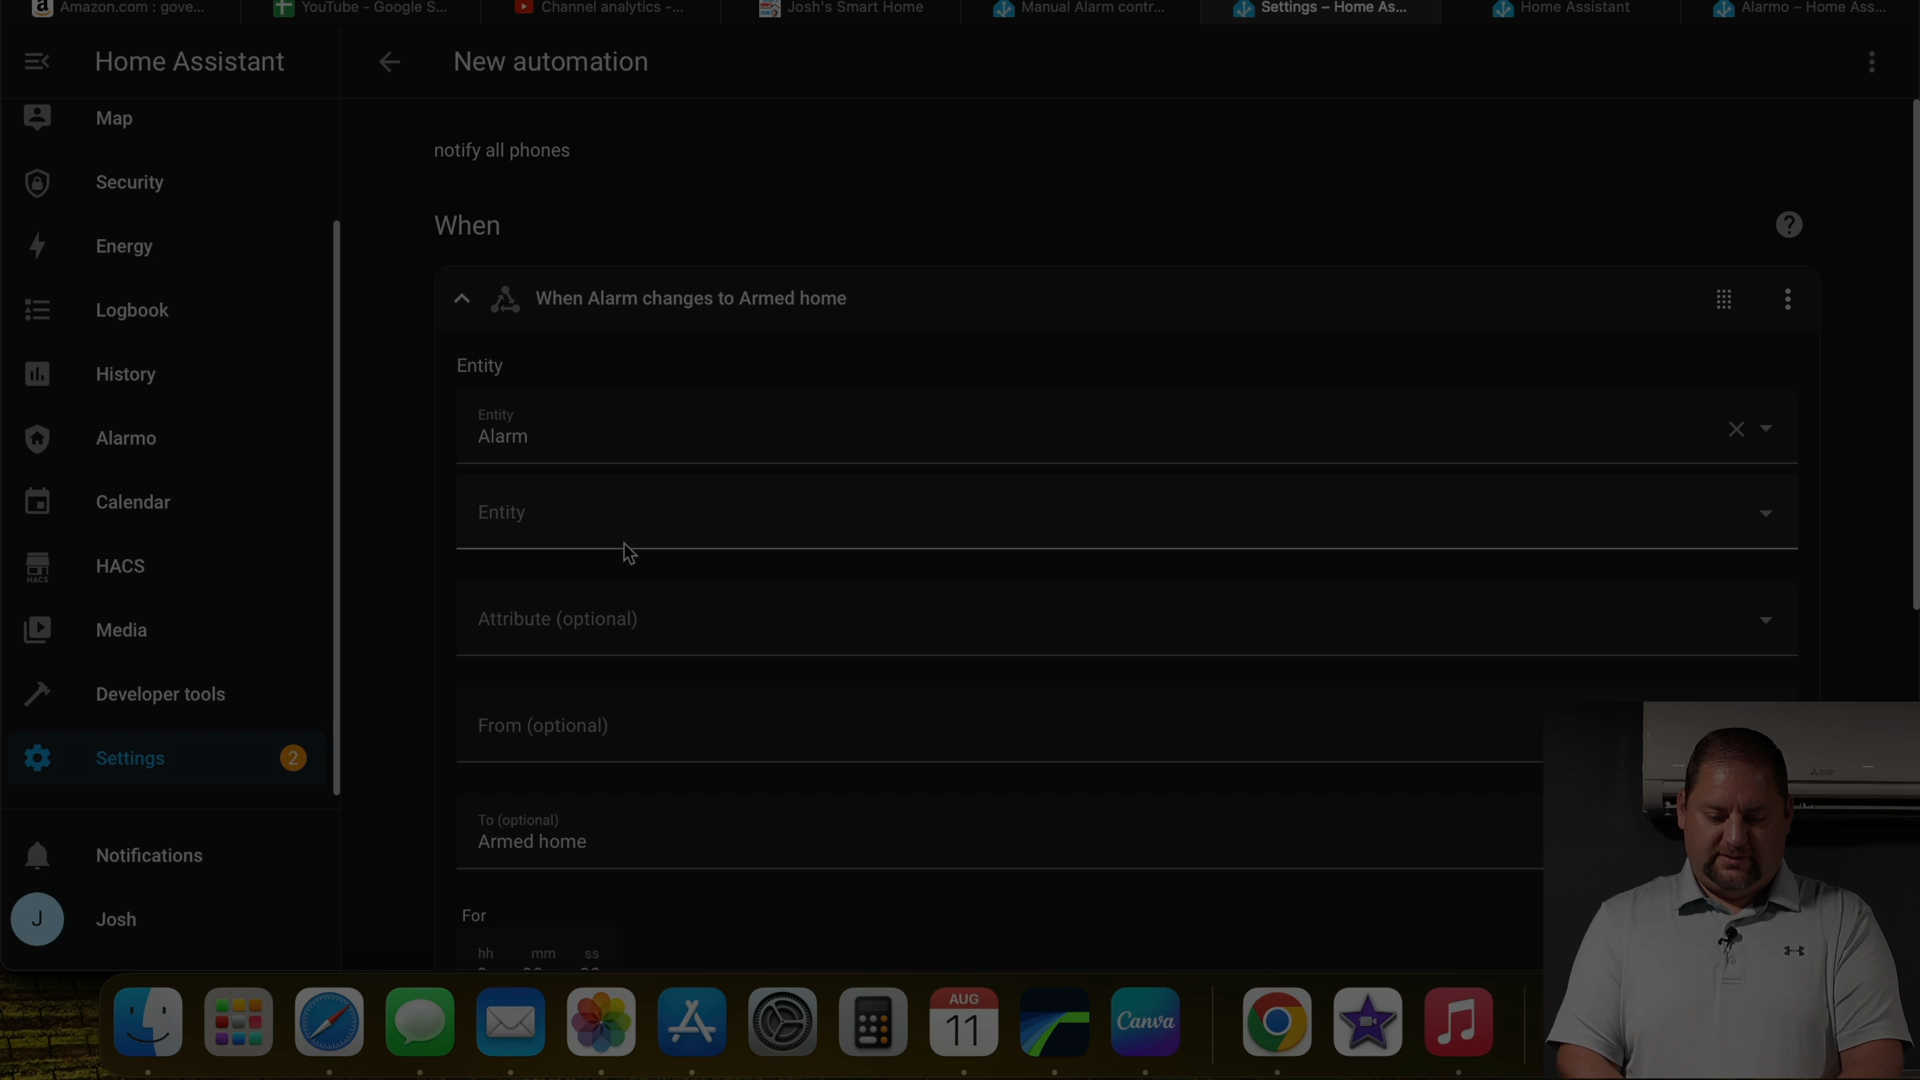 Amazon.com : gove...
YouTube - Google S...
Channel analytics -...
Josh's Smart Home
Manual Alarm contr...
Settings – Home As...
Home Assistant
Alarmo – Home Ass...
Home Assistant
New automation
Map
Security
Energy
Logbook
History
Alarmo
Calendar
HACS
HACS
Media
Developer tools
Settings
2
Notifications
J
Josh
notify all phones
When
When Alarm changes to Armed home
Entity
Entity
Alarm
Entity
Attribute (optional)
From (optional)
To (optional)
Armed home
For
hh mm ss
AUG
11
Canva